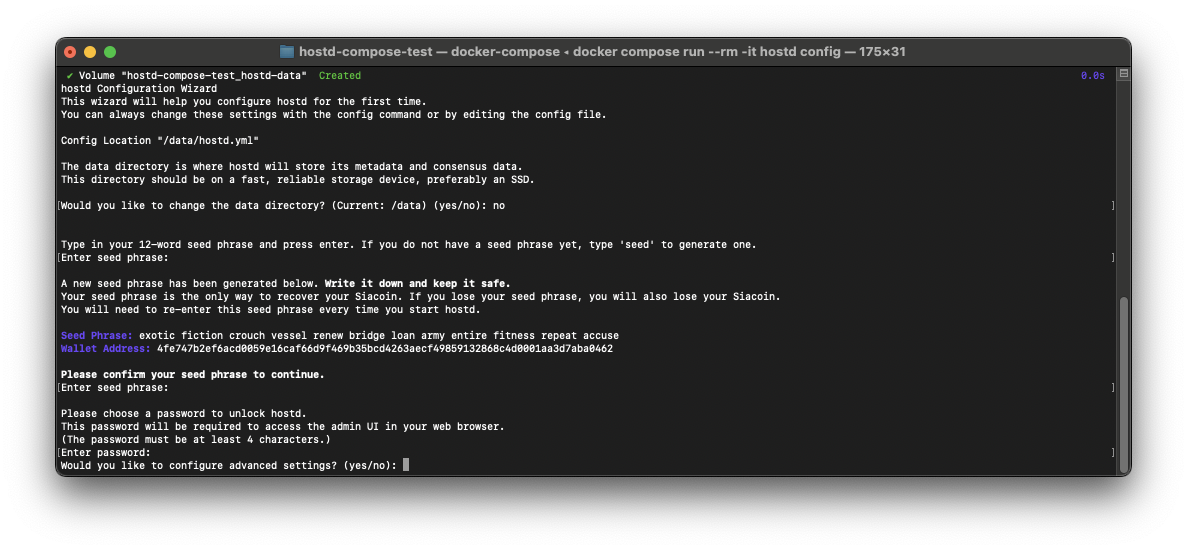 hostd-compose-test — docker-compose ◂ docker compose run --rm -it hostd config — 175×31
✔ Volume "hostd-compose-test_hostd-data"  Created 0.0s
hostd Configuration Wizard
This wizard will help you configure hostd for the first time.
You can always change these settings with the config command or by editing the config file.
Config Location "/data/hostd.yml"
The data directory is where hostd will store its metadata and consensus data.
This directory should be on a fast, reliable storage device, preferably an SSD.
[Would you like to change the data directory? (Current: /data) (yes/no): no ]
Type in your 12-word seed phrase and press enter. If you do not have a seed phrase yet, type 'seed' to generate one.
[Enter seed phrase: ]
A new seed phrase has been generated below. Write it down and keep it safe.
Your seed phrase is the only way to recover your Siacoin. If you lose your seed phrase, you will also lose your Siacoin.
You will need to re-enter this seed phrase every time you start hostd.
Seed Phrase: exotic fiction crouch vessel renew bridge loan army entire fitness repeat accuse
Wallet Address: 4fe747b2ef6acd0059e16caf66d9f469b35bcd4263aecf49859132868c4d0001aa3d7aba0462
Please confirm your seed phrase to continue.
[Enter seed phrase: ]
Please choose a password to unlock hostd.
This password will be required to access the admin UI in your web browser.
(The password must be at least 4 characters.)
[Enter password: ]
Would you like to configure advanced settings? (yes/no):